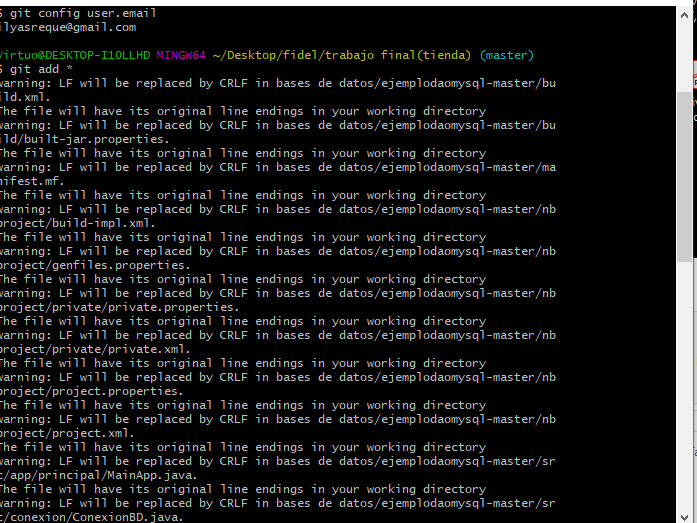 $ git config user.email
ilyasreque@gmail.com
Virtuo@DESKTOP-I1OLLHD MINGW64 ~/Desktop/fidel/trabajo final(tienda) (master)
$ git add *
warning: LF will be replaced by CRLF in bases de datos/ejemplodaomysql-master/bu
ild.xml.
The file will have its original line endings in your working directory
warning: LF will be replaced by CRLF in bases de datos/ejemplodaomysql-master/bu
ild/built-jar.properties.
The file will have its original line endings in your working directory
warning: LF will be replaced by CRLF in bases de datos/ejemplodaomysql-master/ma
nifest.mf.
The file will have its original line endings in your working directory
warning: LF will be replaced by CRLF in bases de datos/ejemplodaomysql-master/nb
project/build-impl.xml.
The file will have its original line endings in your working directory
warning: LF will be replaced by CRLF in bases de datos/ejemplodaomysql-master/nb
project/genfiles.properties.
The file will have its original line endings in your working directory
warning: LF will be replaced by CRLF in bases de datos/ejemplodaomysql-master/nb
project/private/private.properties.
The file will have its original line endings in your working directory
warning: LF will be replaced by CRLF in bases de datos/ejemplodaomysql-master/nb
project/private/private.xml.
The file will have its original line endings in your working directory
warning: LF will be replaced by CRLF in bases de datos/ejemplodaomysql-master/nb
project/project.properties.
The file will have its original line endings in your working directory
warning: LF will be replaced by CRLF in bases de datos/ejemplodaomysql-master/nb
project/project.xml.
The file will have its original line endings in your working directory
warning: LF will be replaced by CRLF in bases de datos/ejemplodaomysql-master/sr
c/app/principal/MainApp.java.
The file will have its original line endings in your working directory
warning: LF will be replaced by CRLF in bases de datos/ejemplodaomysql-master/sr
c/conexion/ConexionBD.java.